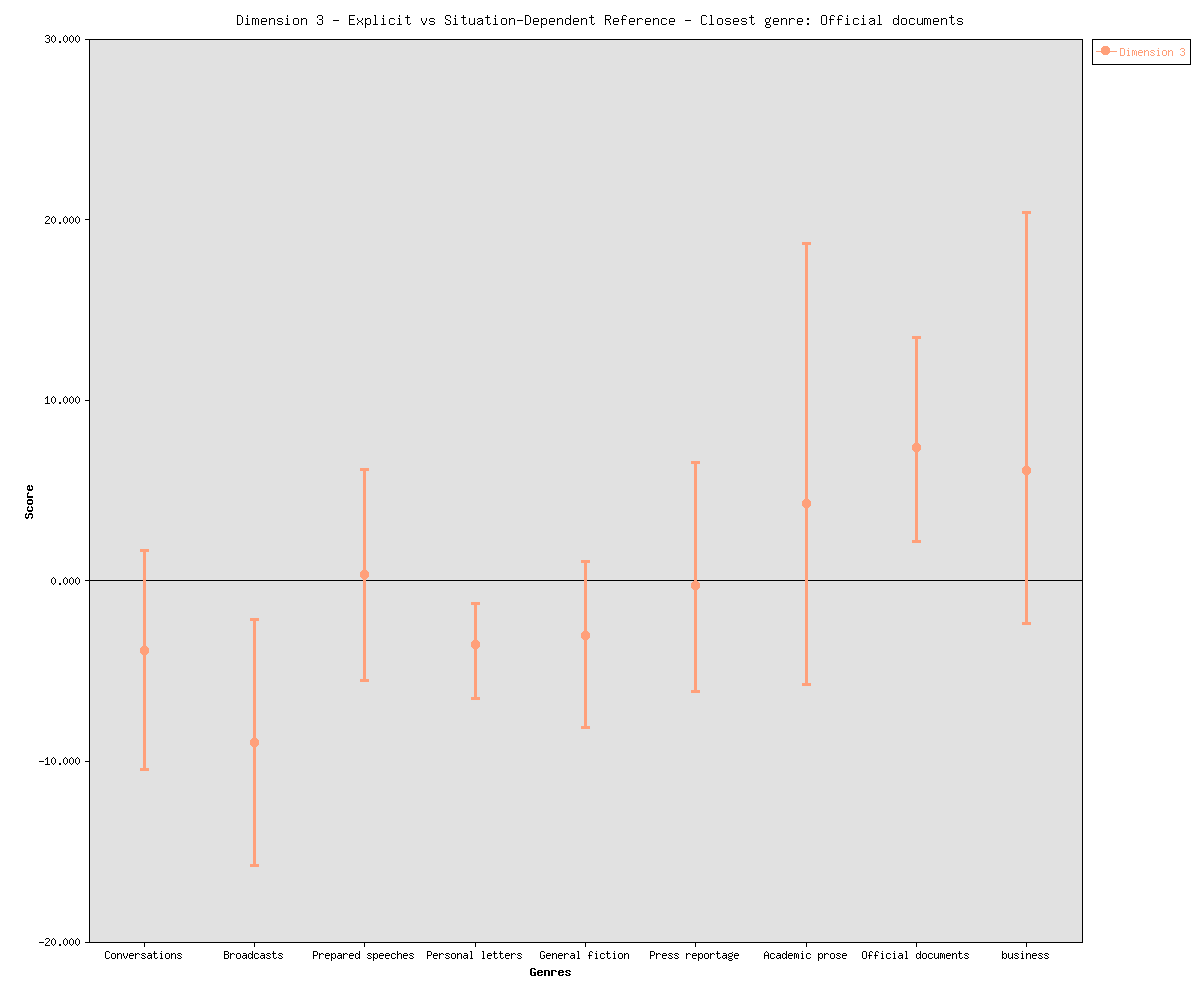 Dimension 3 - Explicit vs Situation-Dependent Reference - Closest genre: Official documents
Dimension 3
30.000
20.000
10.000
0.000
-10.000
-20.000
Score
Conversations
Broadcasts
Prepared speeches
Personal letters
General fiction
Press reportage
Academic prose
Official documents
business
Genres